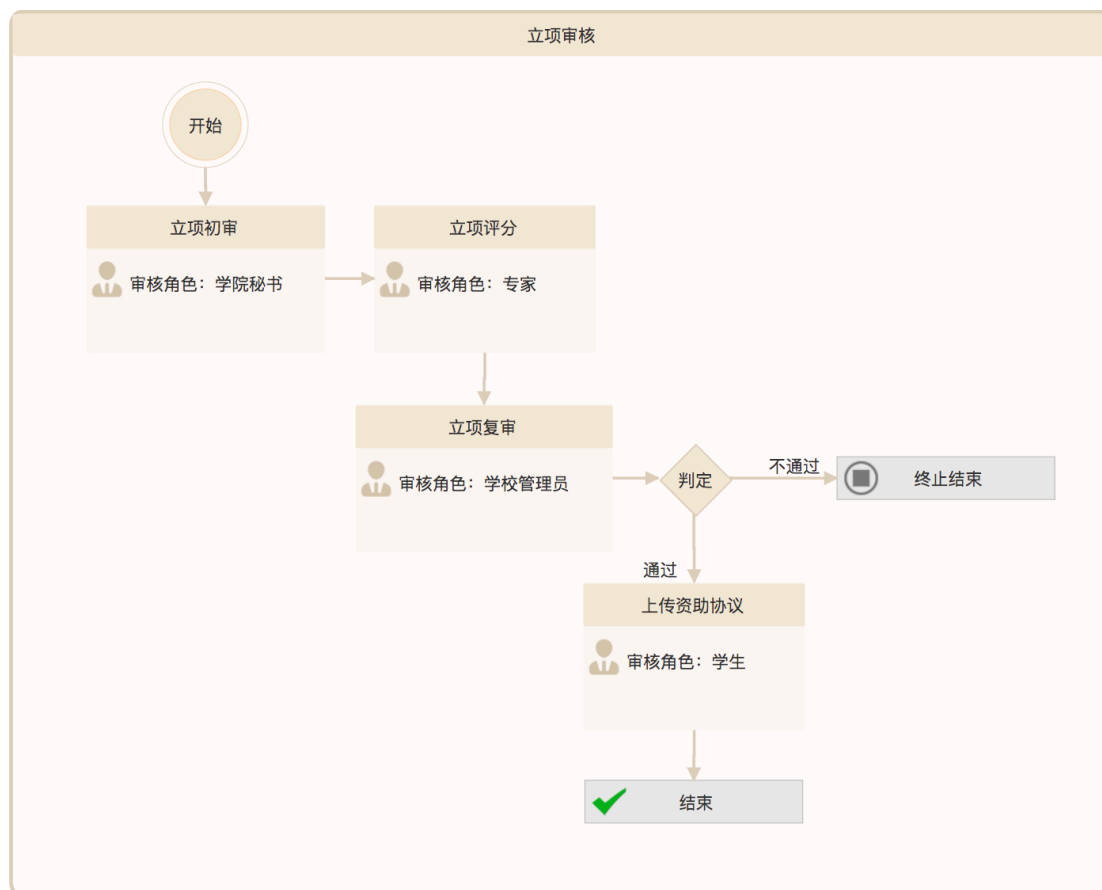 立项审核
开始
立项初审
审核角色：学院秘书
立项评分
审核角色：专家
立项复审
审核角色：学校管理员
判定
不通过
终止结束
通过
上传资助协议
审核角色：学生
结束